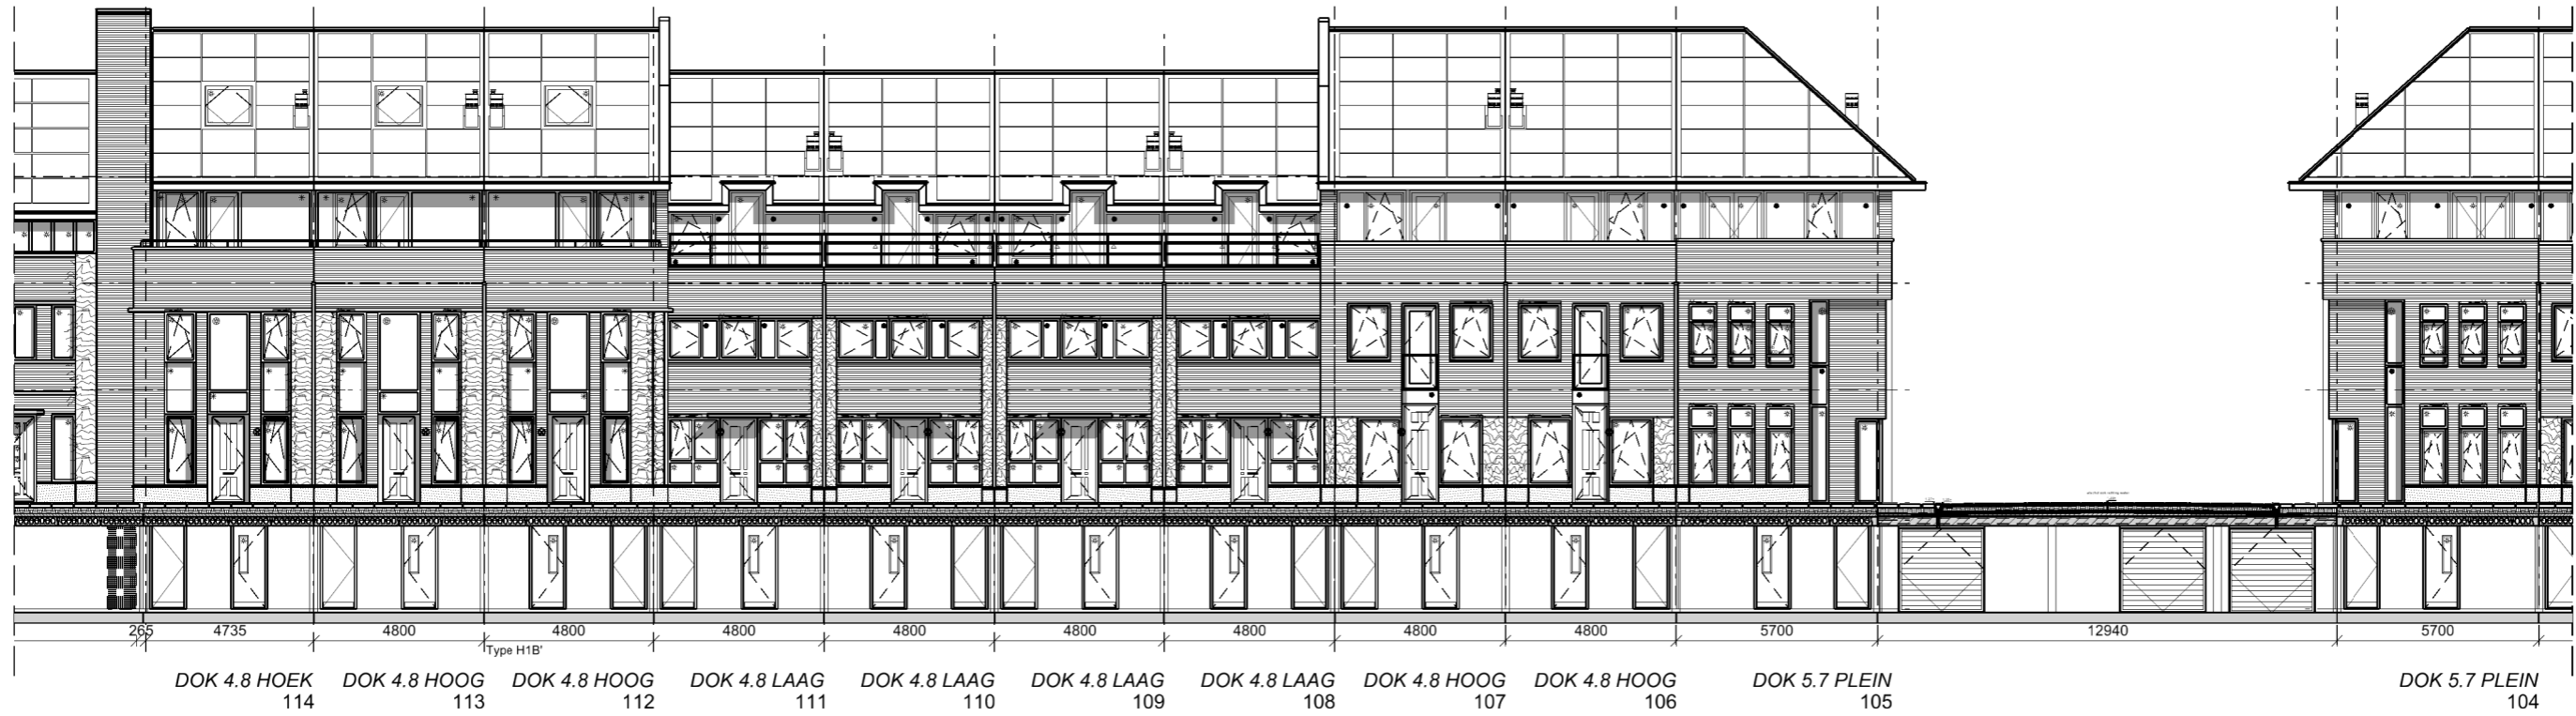 265 4735 4800 4800 4800 4800 4800 4800 4800 4800 5700 12940 5700
Type H1B'
DOK 4.8 HOEK DOK 4.8 HOOG DOK 4.8 HOOG DOK 4.8 LAAG DOK 4.8 LAAG DOK 4.8 LAAG DOK 4.8 LAAG DOK 4.8 HOOG DOK 4.8 HOOG DOK 5.7 PLEIN DOK 5.7 PLEIN
114 113 112 111 110 109 108 107 106 105 104